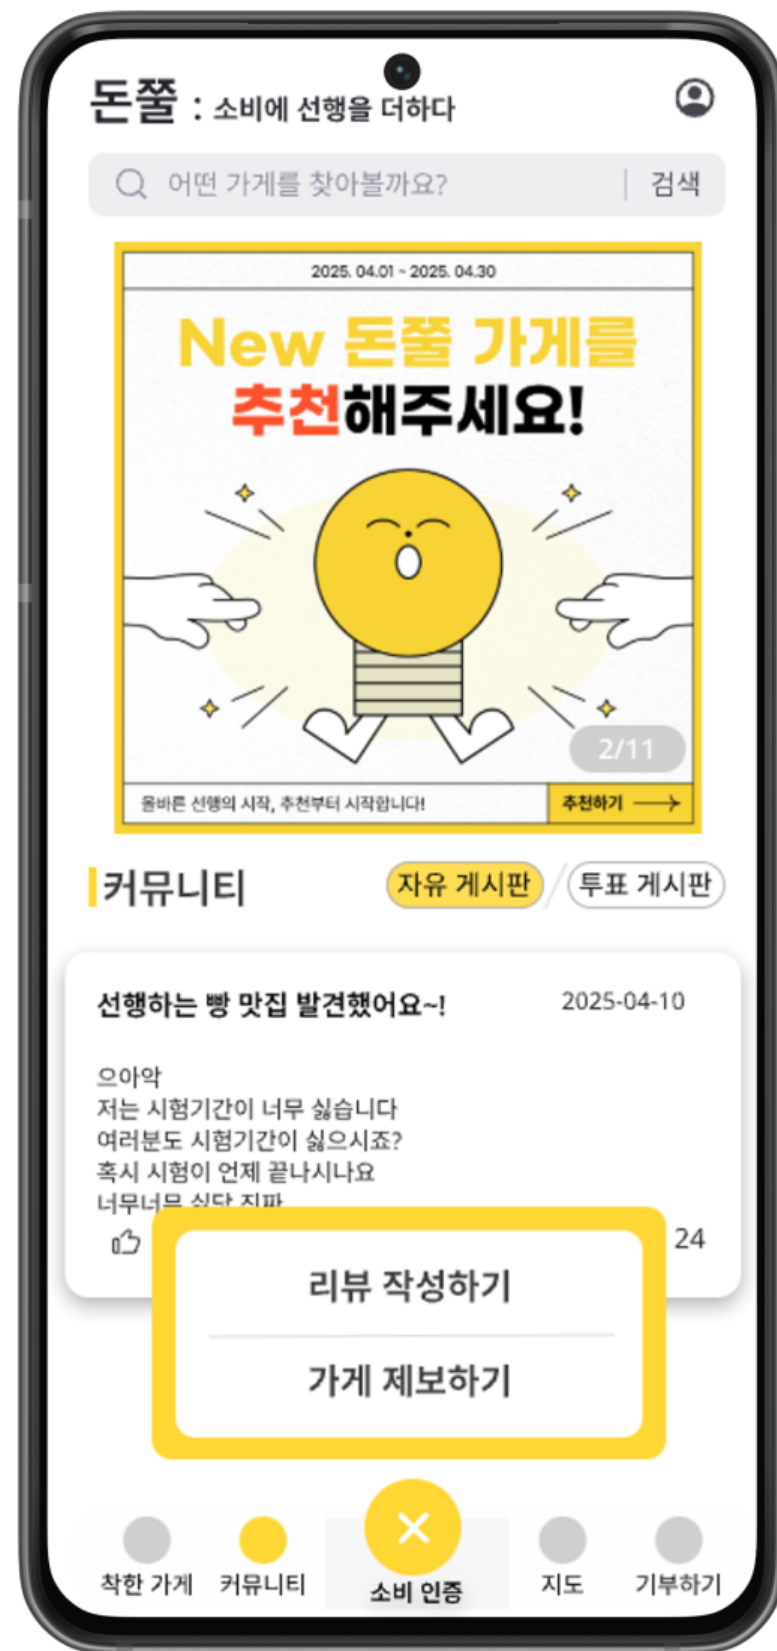 돈쭐 : 소비에 선행을 더하다
어떤 가게를 찾아볼까요? 검색
2025. 04.01 ~ 2025. 04.30
New 돈쭐 가게를
추천해주세요!
2/11
올바른 선행의 시작, 추천부터 시작합니다!
추천하기
커뮤니티
자유 게시판 / 투표 게시판
선행하는 빵 맛집 발견했어요~!
2025-04-10
으아악
저는 시험기간이 너무 싫습니다
여러분도 시험기간이 싫으시죠?
혹시 시험이 언제 끝나시나요
너무너무
24
리뷰 작성하기
가게 제보하기
착한 가게
커뮤니티
소비 인증
지도
기부하기